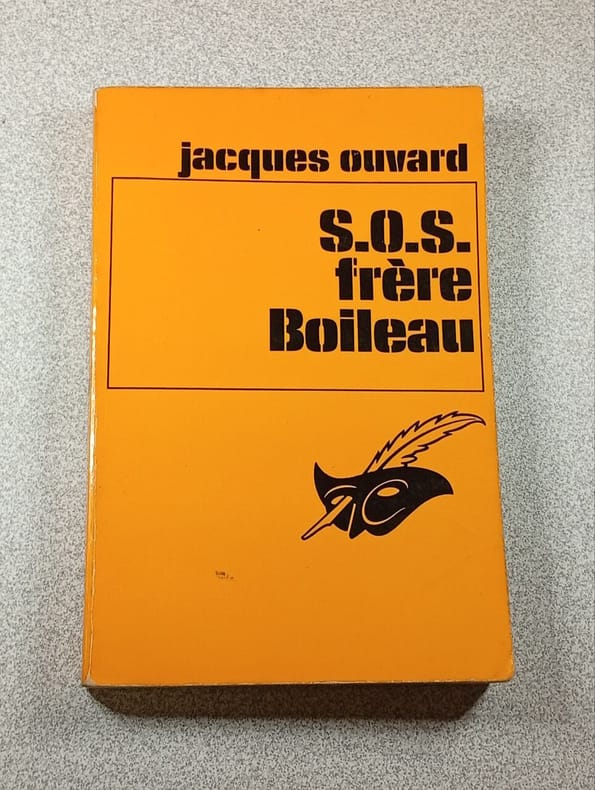 jacques ouvard
S.O.S.
frère
Boileau